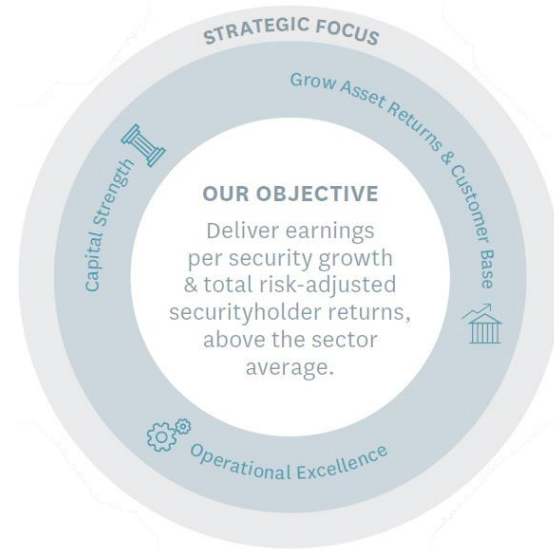 STRATEGIC FOCUS
Grow Asset Returns & Customer Base
Capital Strength
OUR OBJECTIVE
Deliver earnings
per security growth
& total risk-adjusted
securityholder returns,
above the sector
average.
Operational Excellence